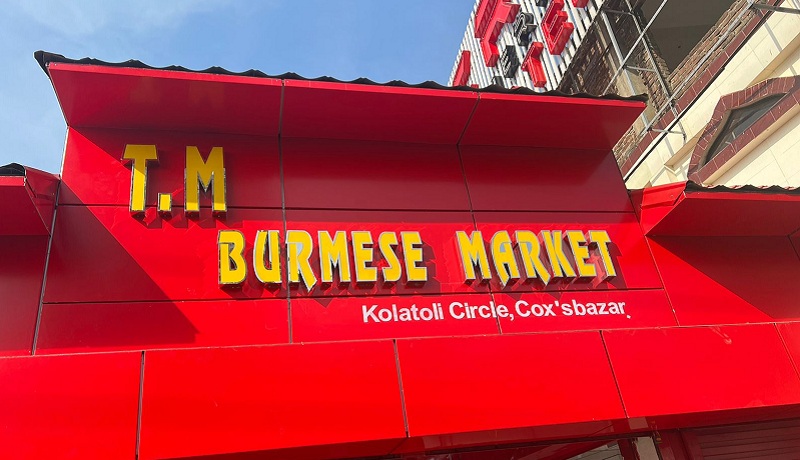 T.M
BURMESE MARKET
Kolatoli Circle,Cox'sbazar.